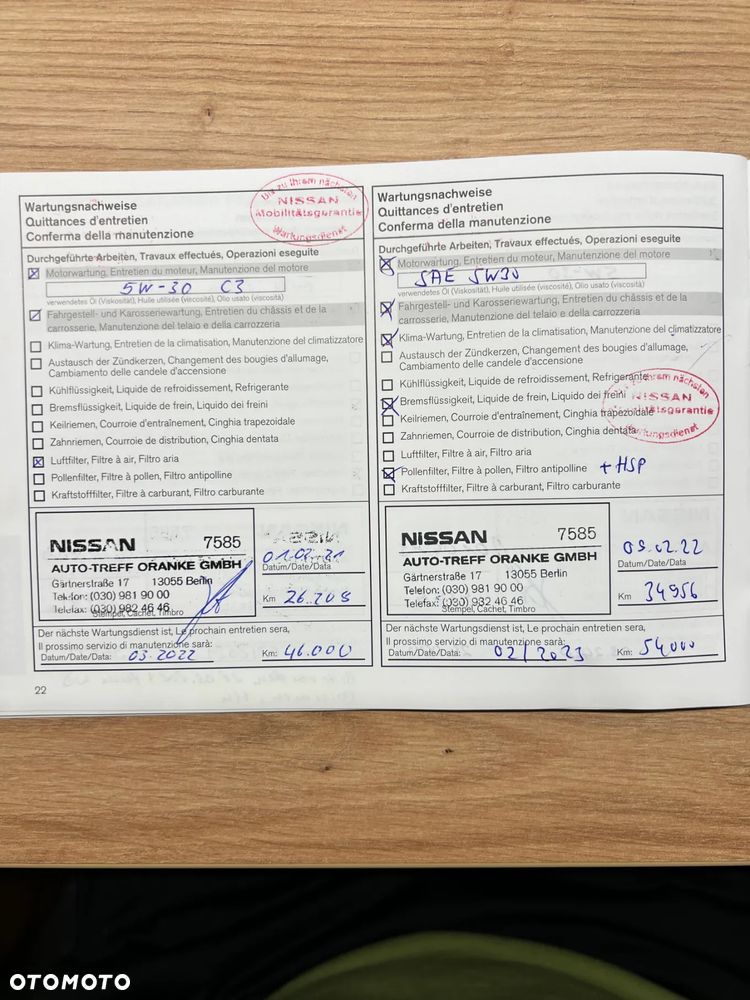 Wartungsnachweise
Quittances d'entretien
Conferma della manutenzione
Bis zu Ihrem nächsten
NISSAN
Mobilitätsgarantie
Wartungsdienst
Durchgeführte Arbeiten, Travaux effectués, Operazioni eseguite
Motorwartung, Entretien du moteur, Manutenzione del motore
5W-30 C3
verwendetes Öl (Viskosität), Huile utilisée (viscosité), Olio usato (viscosità)
Fahrgestell- und Karosseriewartung, Entretien du châssis et de la
carrosserie, Manutenzione del telaio e della carrozzeria
Klima-Wartung, Entretien de la climatisation, Manutenzione del climatizzatore
Austausch der Zündkerzen, Changement des bougies d'allumage,
Cambiamento delle candele d'accensione
Kühlflüssigkeit, Liquide de refroidissement, Refrigerante
Bremsflüssigkeit, Liquide de frein, Liquido dei freini
Keilriemen, Courroie d'entraînement, Cinghia trapezoidale
Zahnriemen, Courroie de distribution, Cinghia dentata
Luftfilter, Filtre à air, Filtro aria
Pollenfilter, Filtre à pollen, Filtro antipolline
Kraftstofffilter, Filtre à carburant, Filtro carburante
NISSAN 7585
AUTO-TREFF ORANKE GMBH
Gärtnerstraße 17 13055 Berlin
Telefon: (030) 981 90 00
Telefax: (030) 982 46 46
Stempel, Cachet, Timbro
01.02.21
Datum/Date/Data
Km 26.208
Der nächste Wartungsdienst ist, Le prochain entretien sera,
Il prossimo servizio di manutenzione sarà:
Datum/Date/Data: 03.2022 Km: 46.000
22
Wartungsnachweise
Quittances d'entretien
Conferma della manutenzione
Durchgeführte Arbeiten, Travaux effectués, Operazioni eseguite
Motorwartung, Entretien du moteur, Manutenzione del motore
SAE 5W30
verwendetes Öl (Viskosität), Huile utilisée (viscosité), Olio usato (viscosità)
Fahrgestell- und Karosseriewartung, Entretien du châssis et de la
carrosserie, Manutenzione del telaio e della carrozzeria
Klima-Wartung, Entretien de la climatisation, Manutenzione del climatizzatore
Austausch der Zündkerzen, Changement des bougies d'allumage,
Cambiamento delle candele d'accensione
Kühlflüssigkeit, Liquide de refroidissement, Refrigerante
Bremsflüssigkeit, Liquide de frein, Liquido dei freini
Keilriemen, Courroie d'entraînement, Cinghia trapezoidale
Zahnriemen, Courroie de distribution, Cinghia dentata
Luftfilter, Filtre à air, Filtro aria
Pollenfilter, Filtre à pollen, Filtro antipolline + HSP
Kraftstofffilter, Filtre à carburant, Filtro carburante
Ihrem nächsten
NISSAN
Wartungsdienst
NISSAN 7585
AUTO-TREFF ORANKE GMBH
Gärtnerstraße 17 13055 Berlin
Telefon: (030) 981 90 00
Telefax: (030) 982 46 46
Stempel, Cachet, Timbro
09.02.22
Datum/Date/Data
Km 34956
Der nächste Wartungsdienst ist, Le prochain entretien sera,
Il prossimo servizio di manutenzione sarà:
Datum/Date/Data: 02/2023 Km: 54000
OTOMOTO